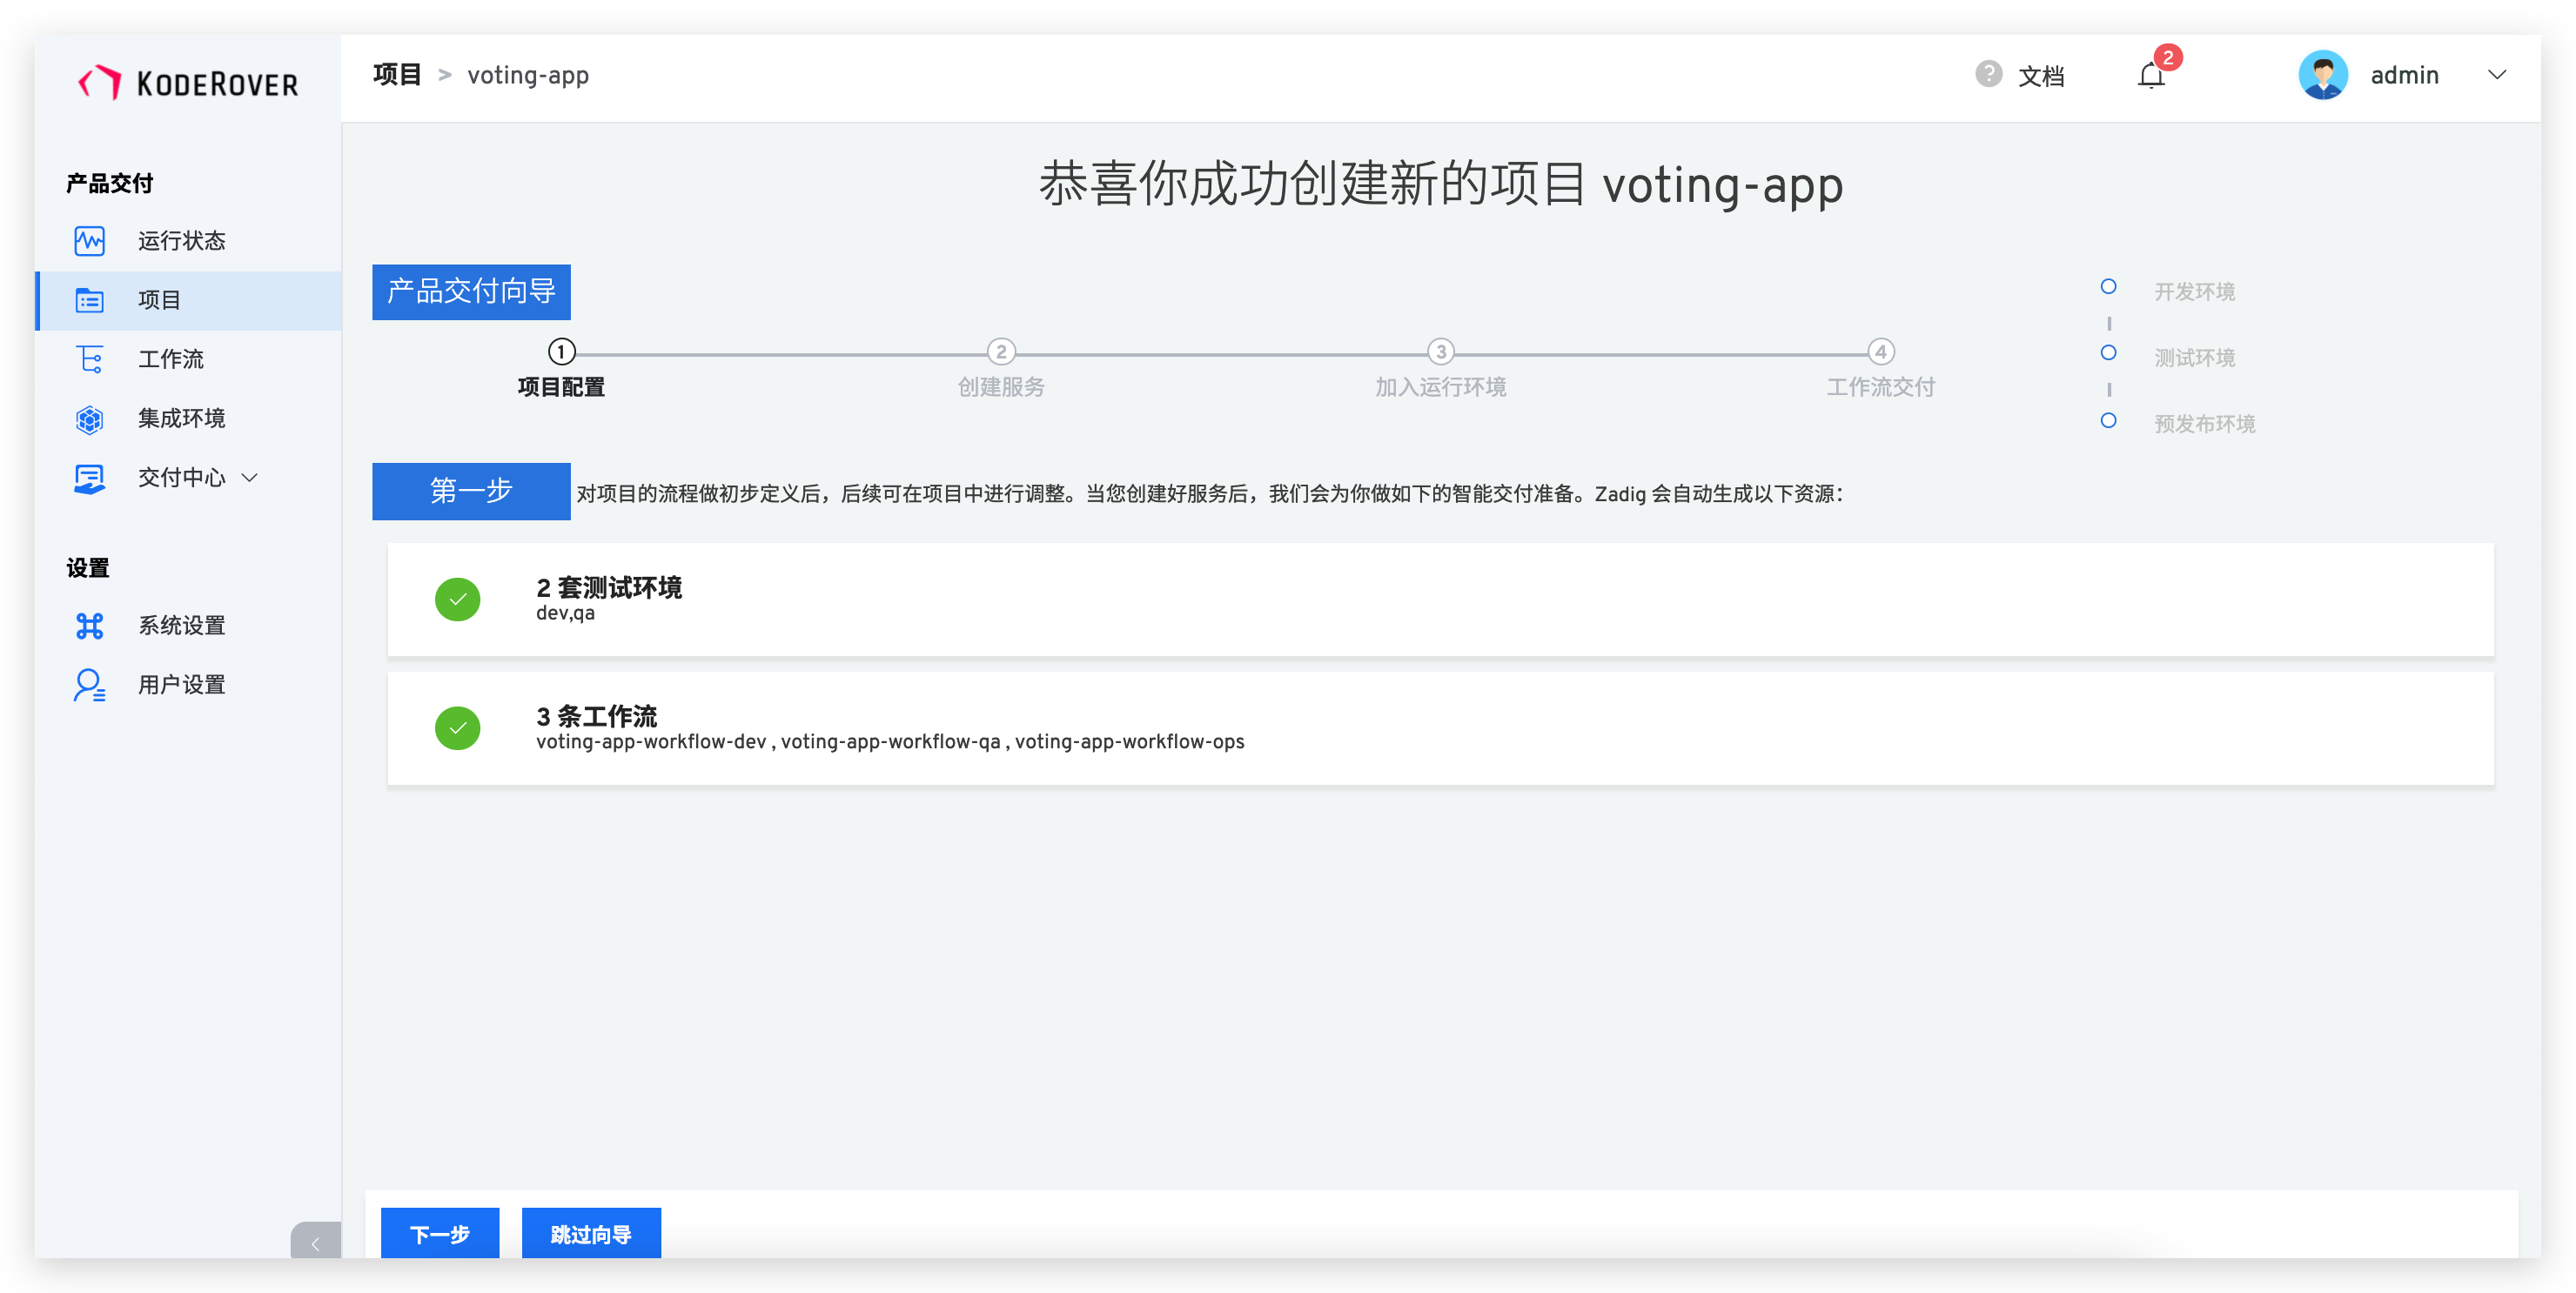 KODEROVER
产品交付
运行状态
项目
工作流
集成环境
交付中心
设置
系统设置
用户设置
项目 > voting-app
? 文档
2
admin
恭喜你成功创建新的项目 voting-app
产品交付向导
1
项目配置
2
创建服务
3
加入运行环境
4
工作流交付
开发环境
测试环境
预发布环境
第一步 对项目的流程做初步定义后，后续可在项目中进行调整。当您创建好服务后，我们会为你做如下的智能交付准备。Zadig 会自动生成以下资源：
2 套测试环境
dev,qa
3 条工作流
voting-app-workflow-dev , voting-app-workflow-qa , voting-app-workflow-ops
下一步 跳过向导